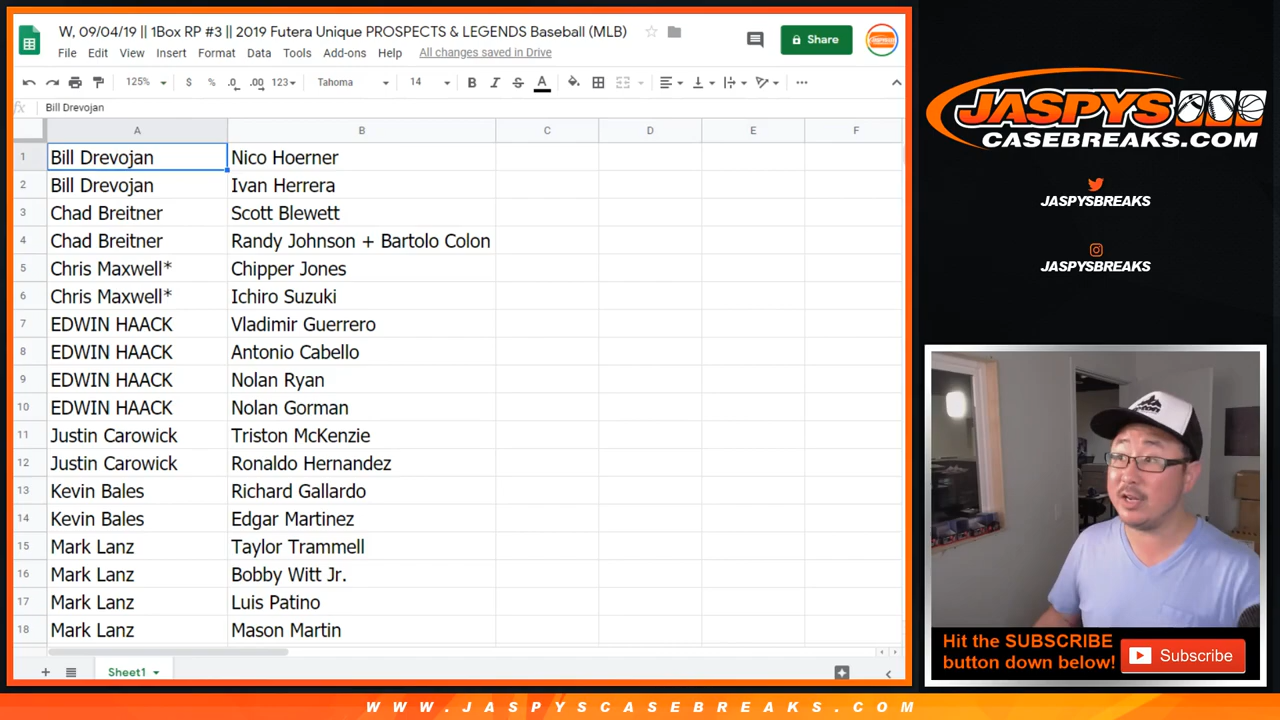 W, 09/04/19 || 1Box RP #3 || 2019 Futera Unique PROSPECTS & LEGENDS Baseball (MLB)
File Edit View Insert Format Data Tools Add-ons Help All changes saved in Drive
Share
125% $ % .0 .00 123 Tahoma 14 B I S A
fx Bill Drevojan
A B C D E F
1 Bill Drevojan Nico Hoerner
2 Bill Drevojan Ivan Herrera
3 Chad Breitner Scott Blewett
4 Chad Breitner Randy Johnson + Bartolo Colon
5 Chris Maxwell* Chipper Jones
6 Chris Maxwell* Ichiro Suzuki
7 EDWIN HAACK Vladimir Guerrero
8 EDWIN HAACK Antonio Cabello
9 EDWIN HAACK Nolan Ryan
10 EDWIN HAACK Nolan Gorman
11 Justin Carowick Triston McKenzie
12 Justin Carowick Ronaldo Hernandez
13 Kevin Bales Richard Gallardo
14 Kevin Bales Edgar Martinez
15 Mark Lanz Taylor Trammell
16 Mark Lanz Bobby Witt Jr.
17 Mark Lanz Luis Patino
18 Mark Lanz Mason Martin
Sheet1
JASPYS
CASEBREAKS.COM
JASPYSBREAKS
JASPYSBREAKS
Hit the SUBSCRIBE
button down below!
Subscribe
WWW.JASPYSCASEBREAKS.COM